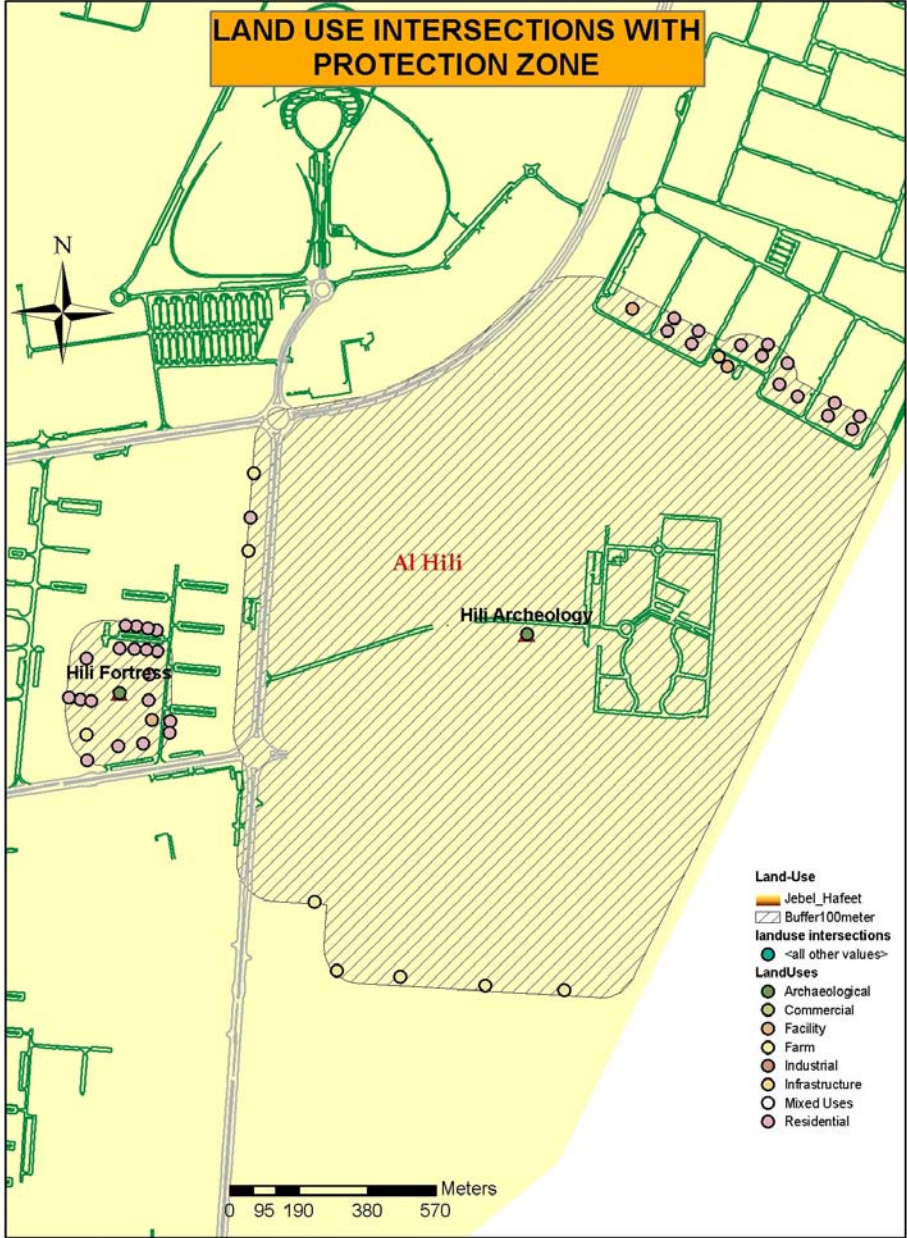 LAND USE INTERSECTIONS WITH
PROTECTION ZONE
N
Al Hili
Hili Archeology
Hili Fortress
Land-Use
Jebel_Hafeet
Buffer100meter
landuse intersections
<all other values>
LandUses
Archaeological
Commercial
Facility
Farm
Industrial
Infrastructure
Mixed Uses
Residential
Meters
0 95 190 380 570